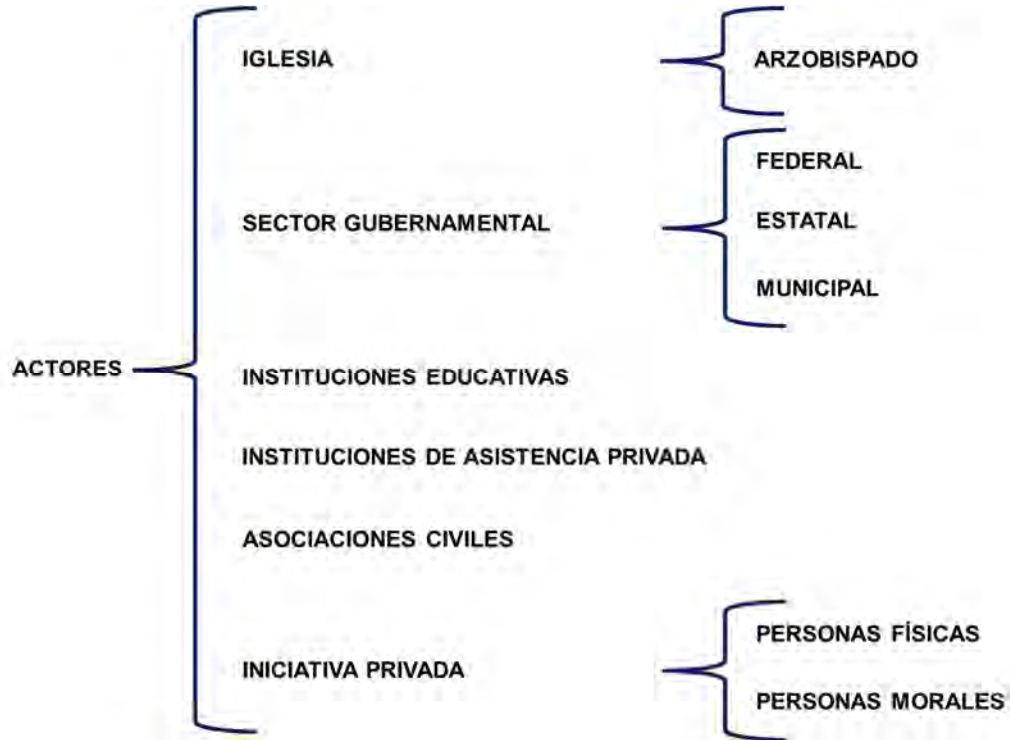 ACTORES
IGLESIA
ARZOBISPADO
SECTOR GUBERNAMENTAL
FEDERAL
ESTATAL
MUNICIPAL
INSTITUCIONES EDUCATIVAS
INSTITUCIONES DE ASISTENCIA PRIVADA
ASOCIACIONES CIVILES
INICIATIVA PRIVADA
PERSONAS FÍSICAS
PERSONAS MORALES